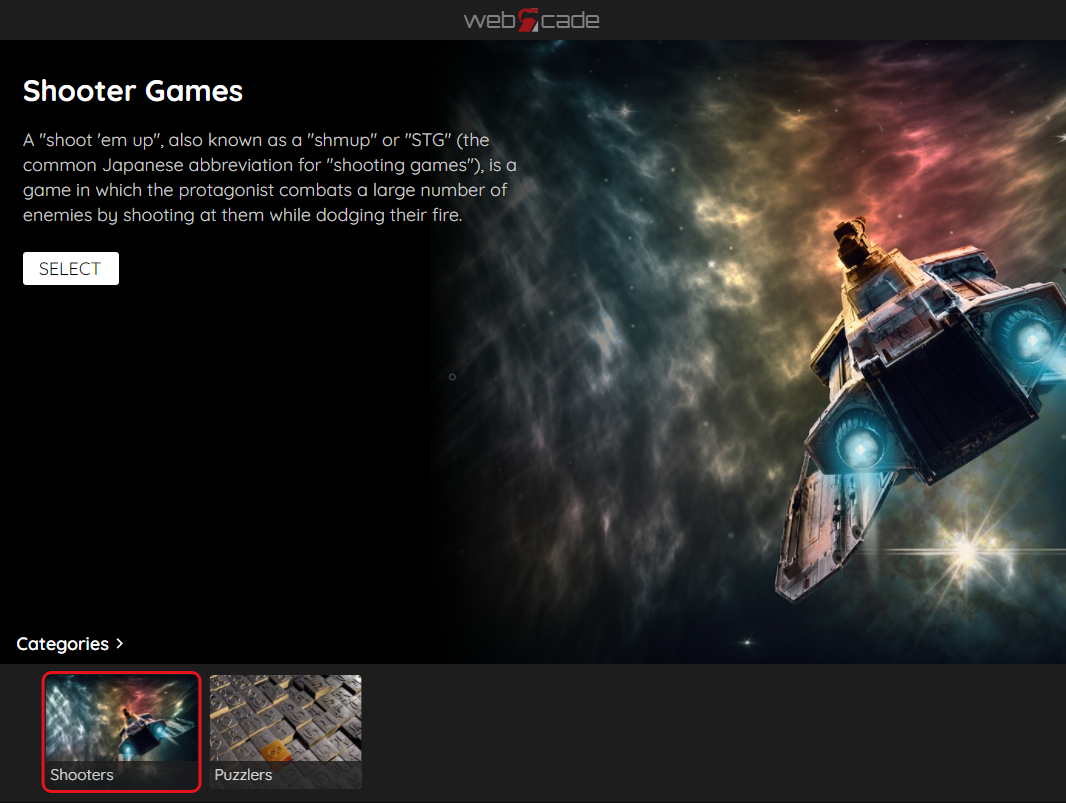 webЯcade
Shooter Games
A "shoot 'em up", also known as a "shmup" or "STG" (the
common Japanese abbreviation for "shooting games"), is a
game in which the protagonist combats a large number of
enemies by shooting at them while dodging their fire.
SELECT
Categories >
Shooters
Puzzlers